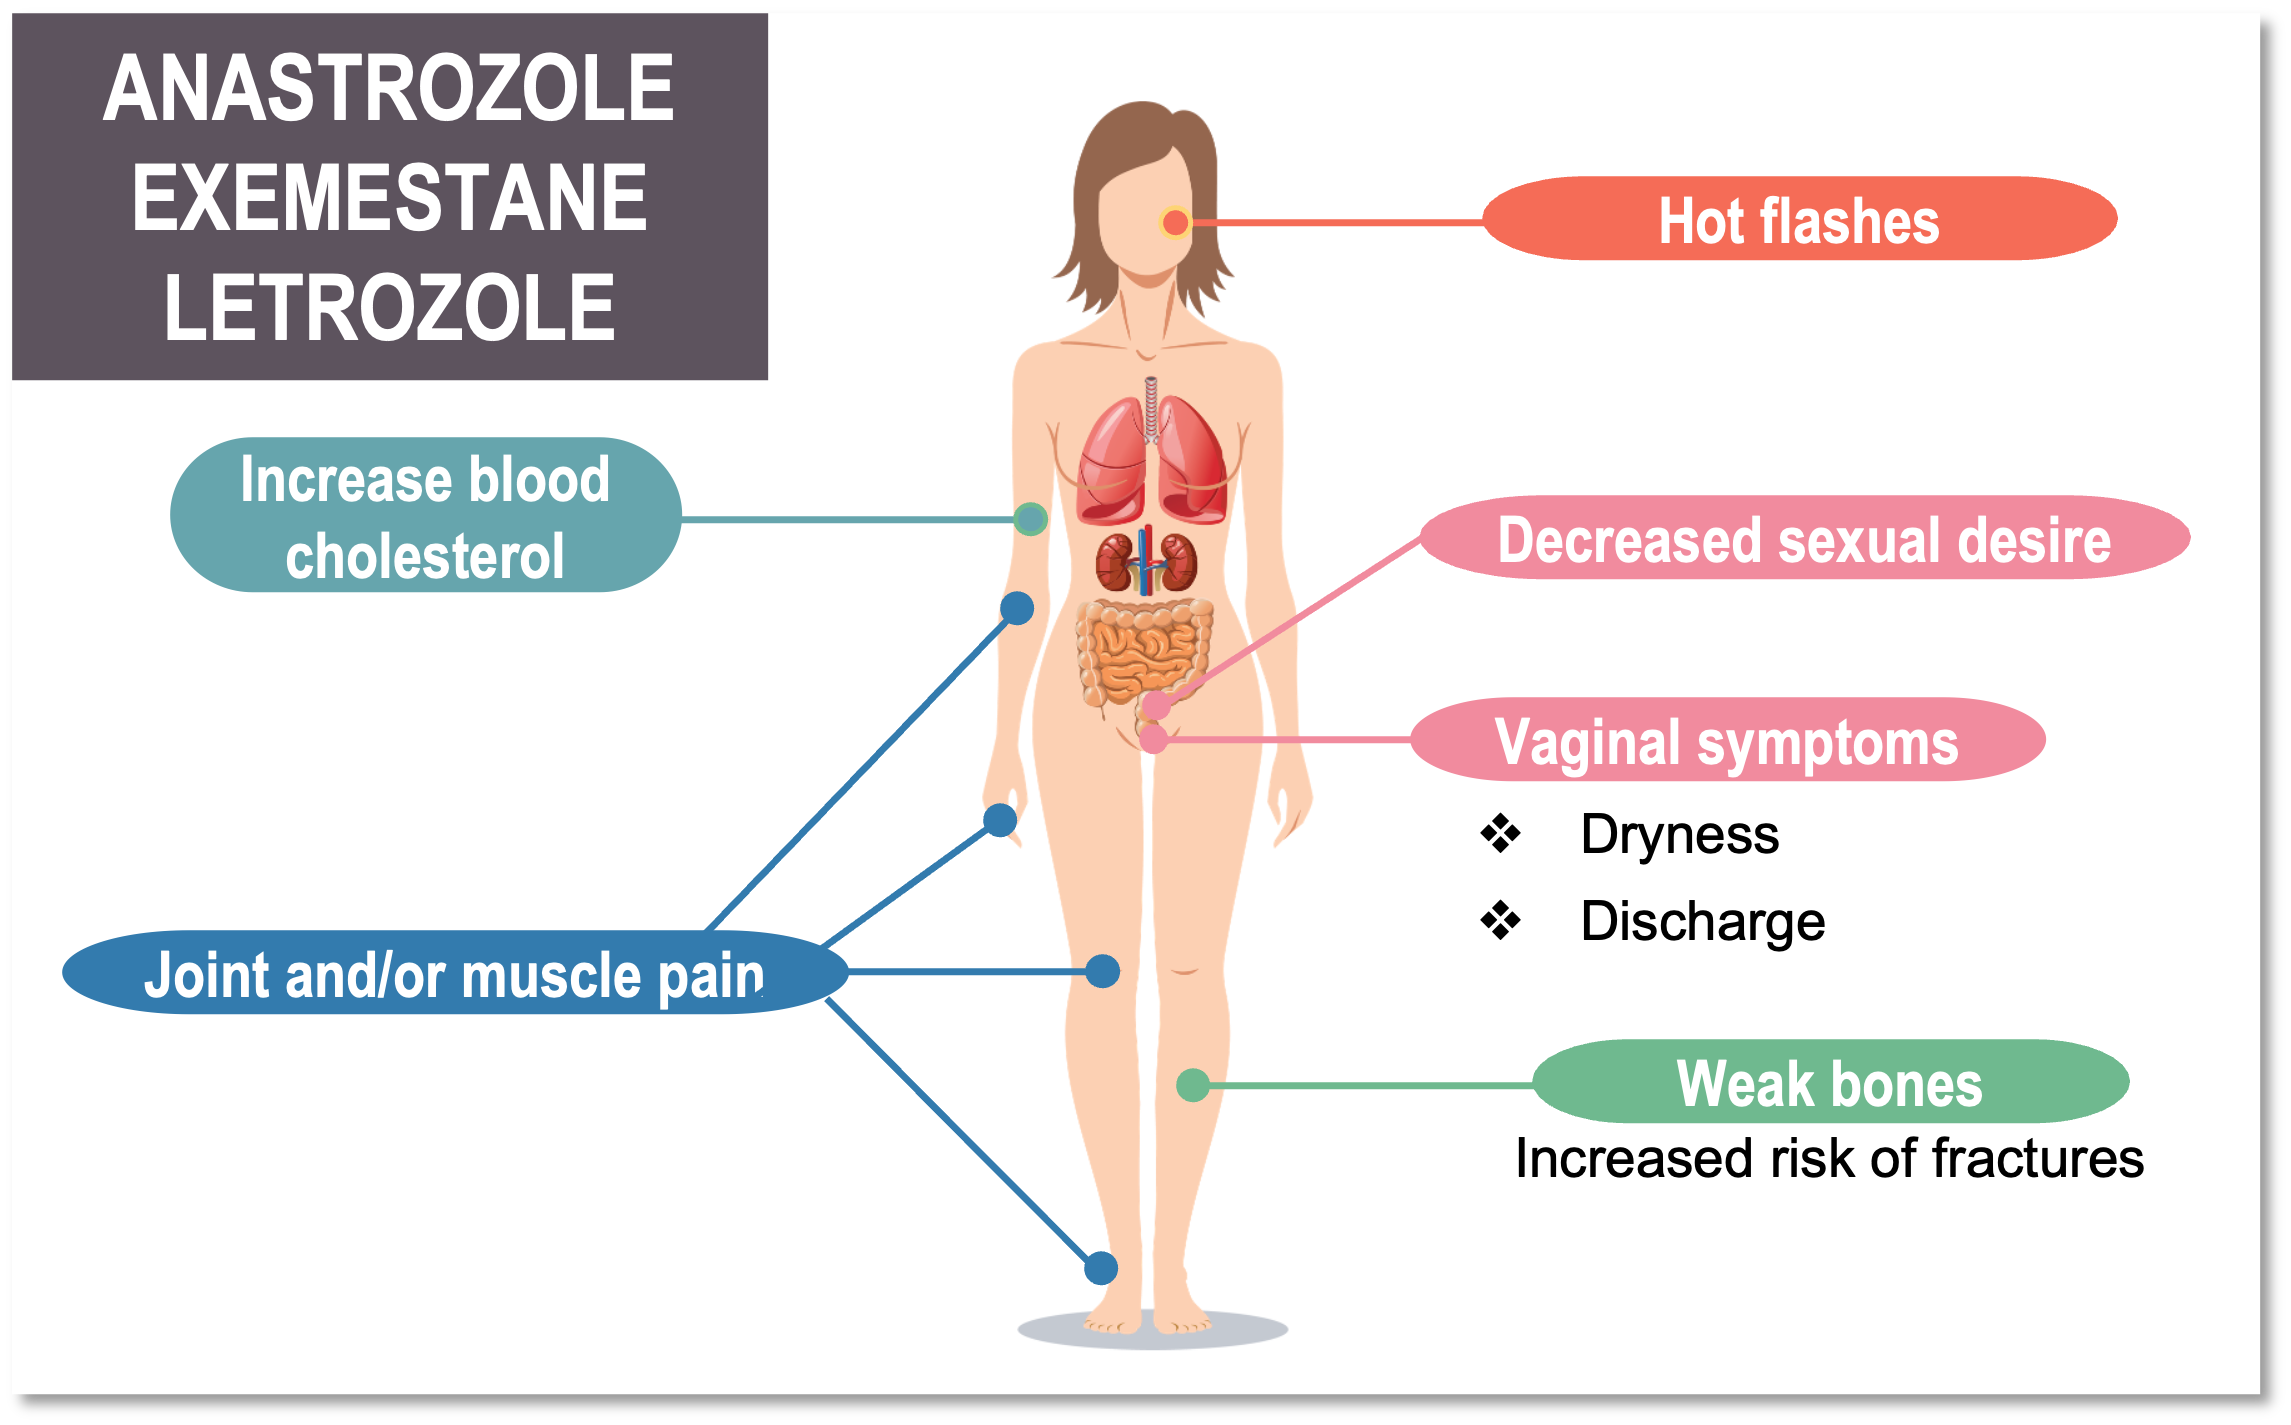 ANASTROZOLE
EXEMESTANE
LETROZOLE
Hot flashes
Increase blood
cholesterol
Decreased sexual desire
Vaginal symptoms
❖ Dryness
❖ Discharge
Joint and/or muscle pain
Weak bones
Increased risk of fractures